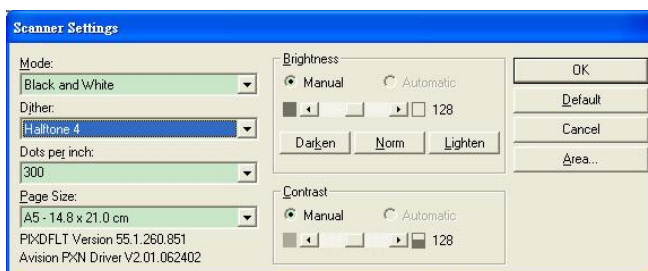 Scanner Settings
Mode:
Black and White
Dither:
Halftone 4
Dots per inch:
300
Page Size:
A5 - 14.8 x 21.0 cm
PIXDFLT Version 55.1.260.851
Avision PXN Driver V2.01.062402
Brightness
Manual Automatic
128
Darken Norm Lighten
Contrast
Manual Automatic
128
OK
Default
Cancel
Area...